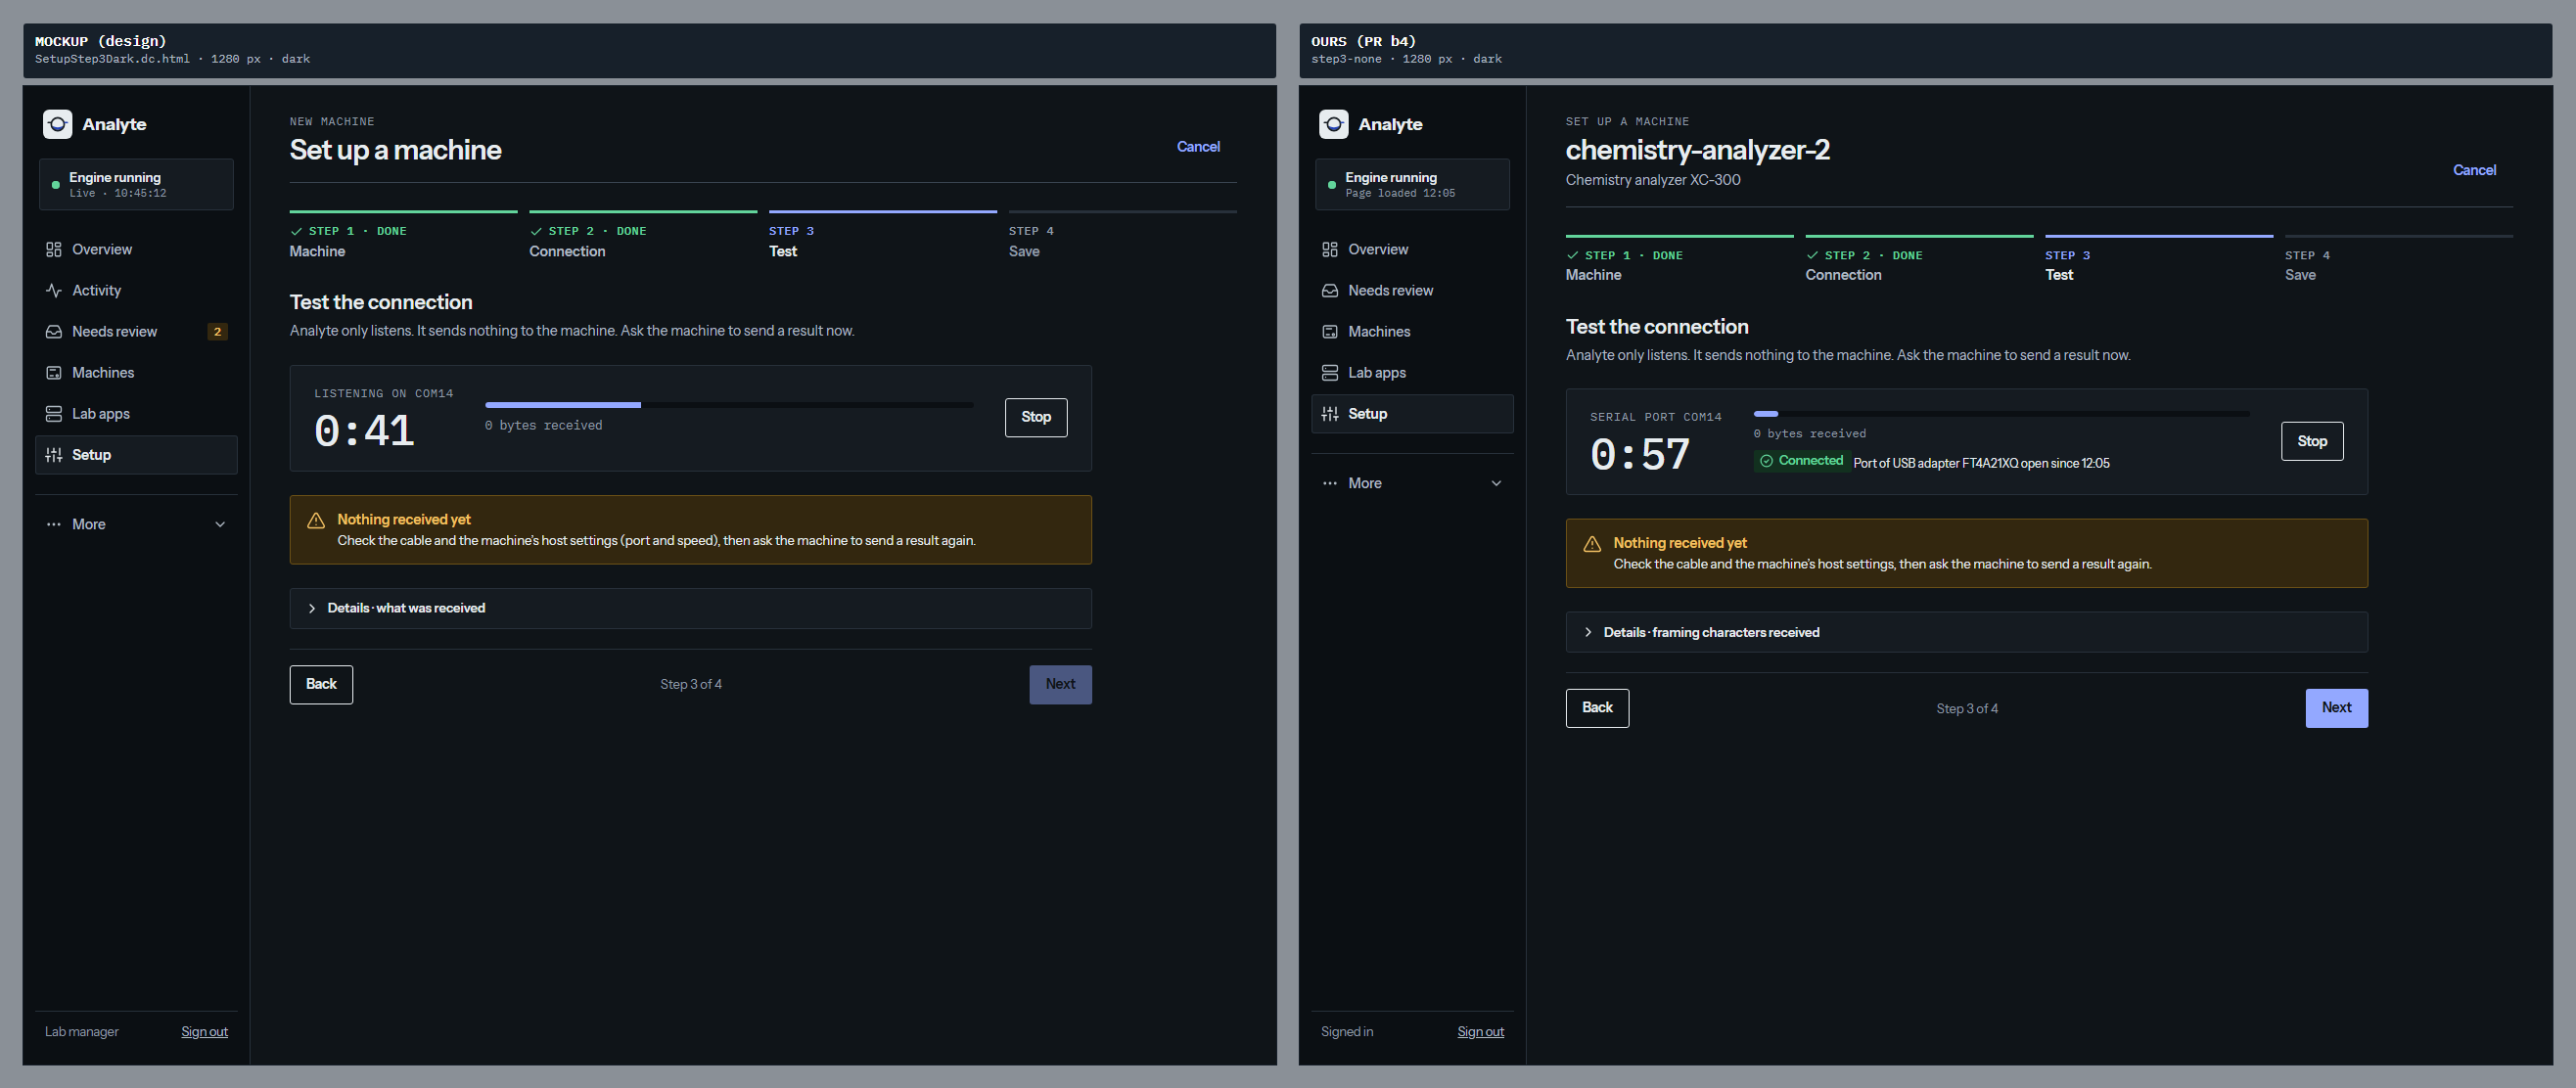 MOCKUP (design)
SetupStep3Dark.dc.html · 1280 px · dark
Analyte
Engine running
Live · 10:45:12
Overview
Activity
Needs review 2
Machines
Lab apps
Setup
More
Lab manager Sign out
NEW MACHINE
Set up a machine
Cancel
STEP 1 · DONE STEP 2 · DONE STEP 3 STEP 4
Machine Connection Test Save
Test the connection
Analyte only listens. It sends nothing to the machine. Ask the machine to send a result now.
LISTENING ON COM14
0:41
0 bytes received
Stop
Nothing received yet
Check the cable and the machine's host settings (port and speed), then ask the machine to send a result again.
Details · what was received
Back Step 3 of 4 Next
OURS (PR b4)
step3-none · 1280 px · dark
Analyte
Engine running
Page loaded 12:05
Overview
Needs review
Machines
Lab apps
Setup
More
Signed in Sign out
SET UP A MACHINE
chemistry-analyzer-2
Chemistry analyzer XC-300
Cancel
STEP 1 · DONE STEP 2 · DONE STEP 3 STEP 4
Machine Connection Test Save
Test the connection
Analyte only listens. It sends nothing to the machine. Ask the machine to send a result now.
SERIAL PORT COM14
0:57
0 bytes received
Connected Port of USB adapter FT4A21XQ open since 12:05
Stop
Nothing received yet
Check the cable and the machine's host settings, then ask the machine to send a result again.
Details · framing characters received
Back Step 3 of 4 Next